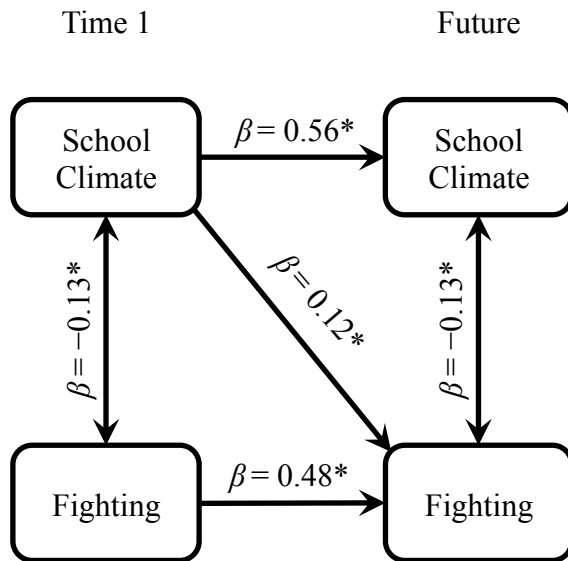 Time 1
Future
School
Climate
β = 0.56*
School
Climate
β = −0.13*
β = 0.12*
β = −0.13*
Fighting
β = 0.48*
Fighting